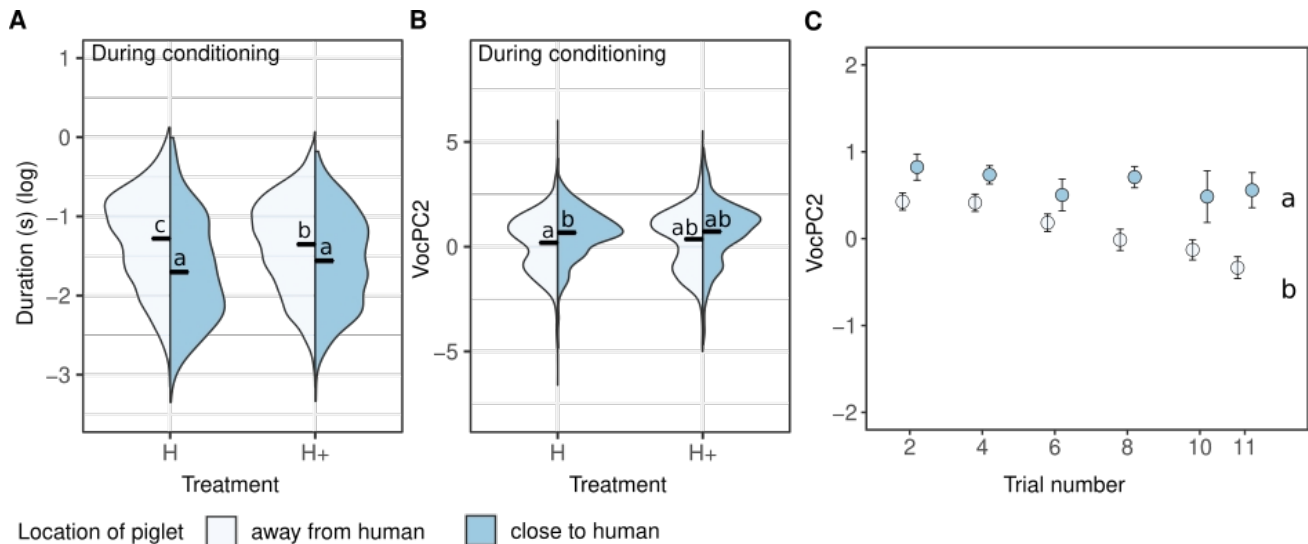 A
During conditioning
Duration (s) (log)
1
0
−1
−2
−3
c
a
b
a
H
H+
Treatment
B
During conditioning
VocPC2
5
0
−5
a
b
ab
ab
H
H+
Treatment
C
VocPC2
2
1
0
−1
−2
a
b
2
4
6
8
10
11
Trial number
Location of piglet
away from human
close to human